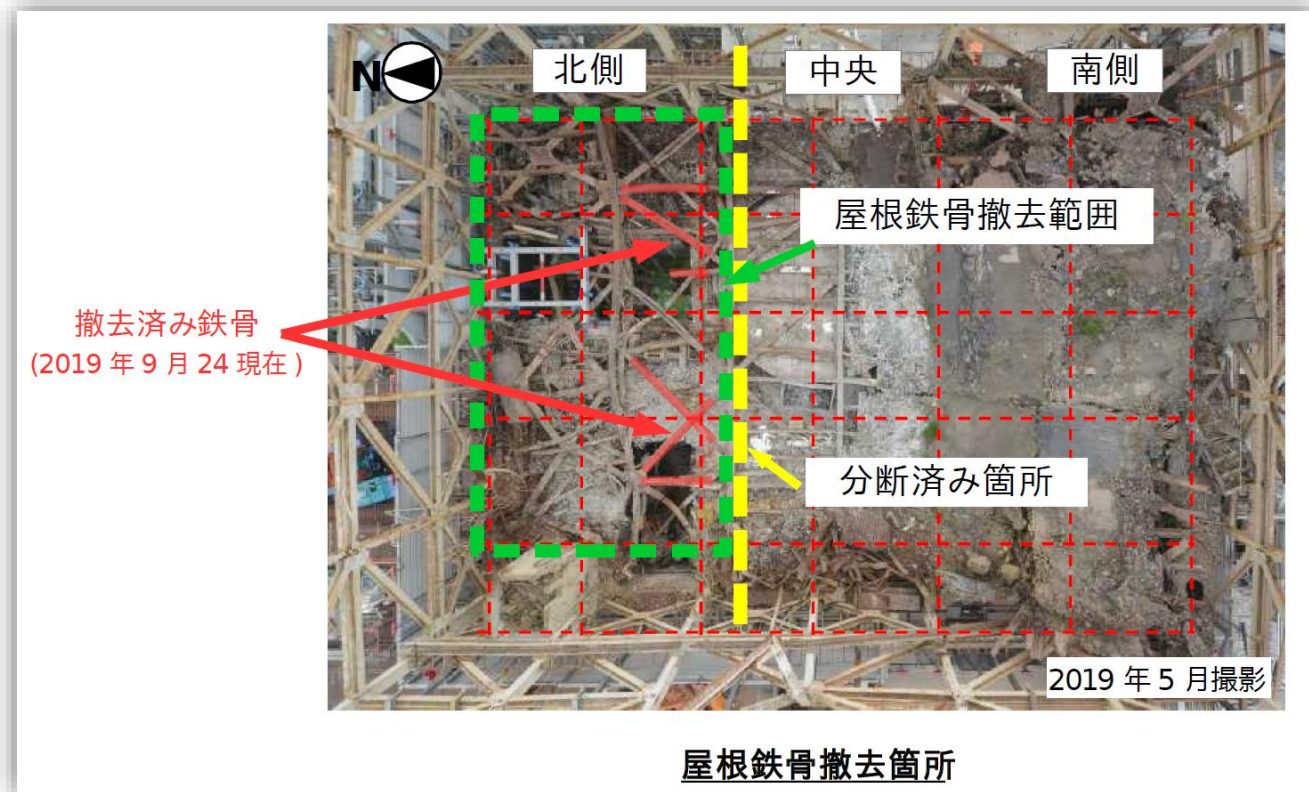 N
北側
中央
南側
屋根鉄骨撤去範囲
撤去済み鉄骨
(2019 年 9 月 24 現在 )
分断済み箇所
2019 年 5 月撮影
屋根鉄骨撤去箇所